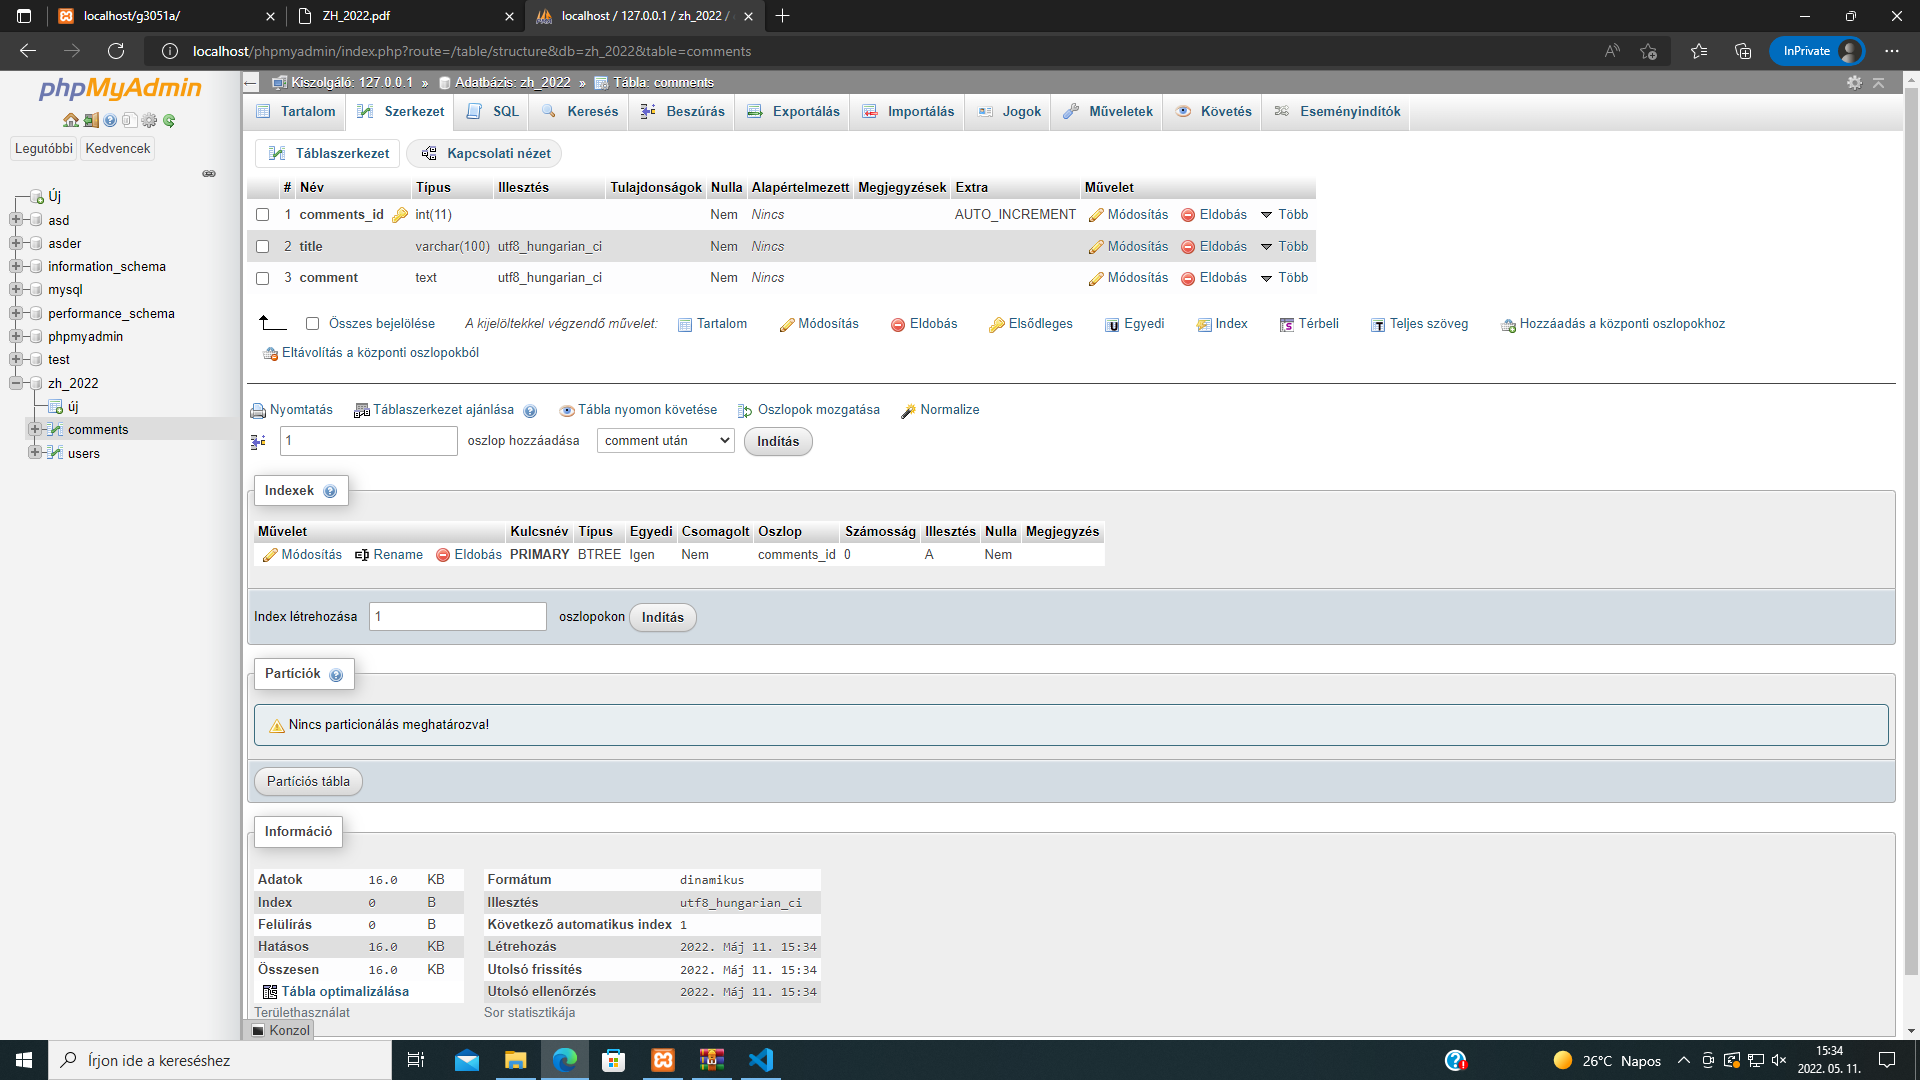 localhost/g3051a/
ZH_2022.pdf
localhost / 127.0.0.1 / zh_2022 /
localhost/phpmyadmin/index.php?route=/table/structure&db=zh_2022&table=comments
InPrivate
phpMyAdmin
Legutóbbi Kedvencek
Új
asd
asder
information_schema
mysql
performance_schema
phpmyadmin
test
zh_2022
új
comments
users
Kiszolgáló: 127.0.0.1 » Adatbázis: zh_2022 » Tábla: comments
Tartalom Szerkezet SQL Keresés Beszúrás Exportálás Importálás Jogok Műveletek Követés Eseményindítók
Táblaszerkezet Kapcsolati nézet
# Név Típus Illesztés Tulajdonságok Nulla Alapértelmezett Megjegyzések Extra Művelet
1 comments_id int(11) Nem Nincs AUTO_INCREMENT Módosítás Eldobás Több
2 title varchar(100) utf8_hungarian_ci Nem Nincs Módosítás Eldobás Több
3 comment text utf8_hungarian_ci Nem Nincs Módosítás Eldobás Több
Összes bejelölése A kijelöltekkel végzendő művelet: Tartalom Módosítás Eldobás Elsődleges Egyedi Index Térbeli Teljes szöveg Hozzáadás a központi oszlopokhoz
Eltávolítás a központi oszlopokból
Nyomtatás Táblaszerkezet ajánlása Tábla nyomon követése Oszlopok mozgatása Normalize
1 oszlop hozzáadása comment után Indítás
Indexek
Művelet Kulcsnév Típus Egyedi Csomagolt Oszlop Számosság Illesztés Nulla Megjegyzés
Módosítás Rename Eldobás PRIMARY BTREE Igen Nem comments_id 0 A Nem
Index létrehozása 1 oszlopokon Indítás
Partíciók
Nincs particionálás meghatározva!
Partíciós tábla
Információ
Adatok 16.0 KB
Index 0 B
Felülírás 0 B
Hatásos 16.0 KB
Összesen 16.0 KB
Tábla optimalizálása
Területhasználat
Formátum dinamikus
Illesztés utf8_hungarian_ci
Következő automatikus index 1
Létrehozás 2022. Máj 11. 15:34
Utolsó frissítés 2022. Máj 11. 15:34
Utolsó ellenőrzés 2022. Máj 11. 15:34
Sor statisztikája
Konzol
Írjon ide a kereséshez
26°C Napos
15:34
2022. 05. 11.